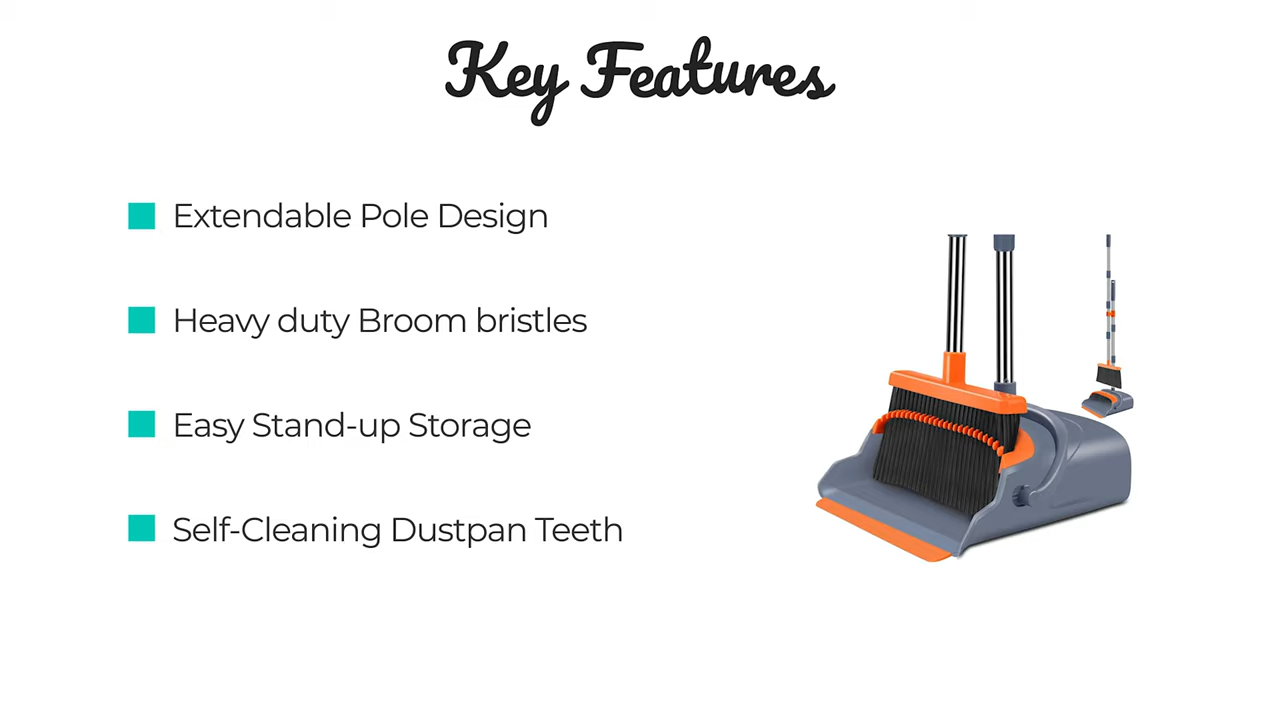 Key Features
Extendable Pole Design
Heavy duty Broom bristles
Easy Stand-up Storage
Self-Cleaning Dustpan Teeth